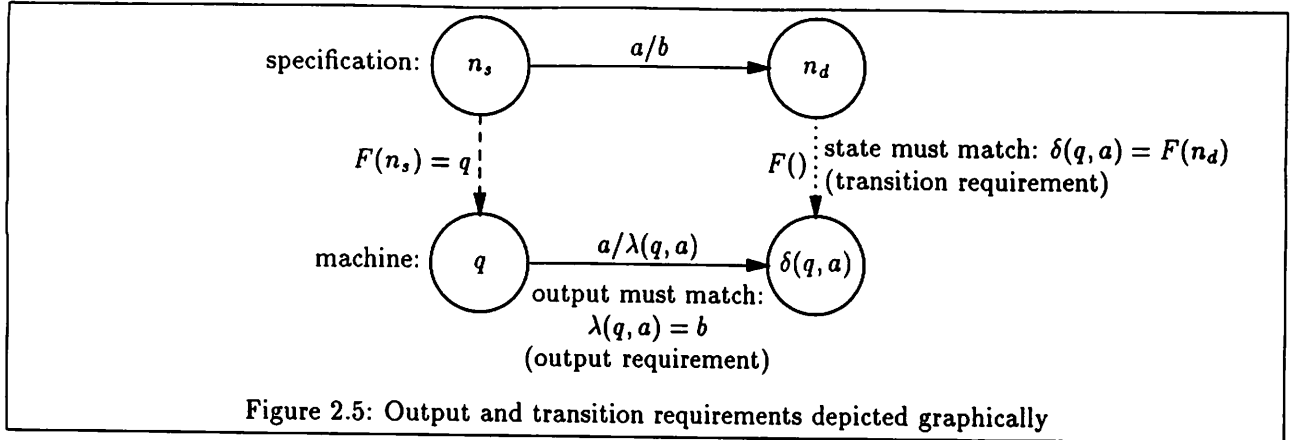 specification:
n_s
a/b
n_d
F(n_s) = q
F()
state must match: δ(q, a) = F(n_d)
(transition requirement)
machine:
q
a/λ(q, a)
δ(q, a)
output must match:
λ(q, a) = b
(output requirement)
Figure 2.5: Output and transition requirements depicted graphically